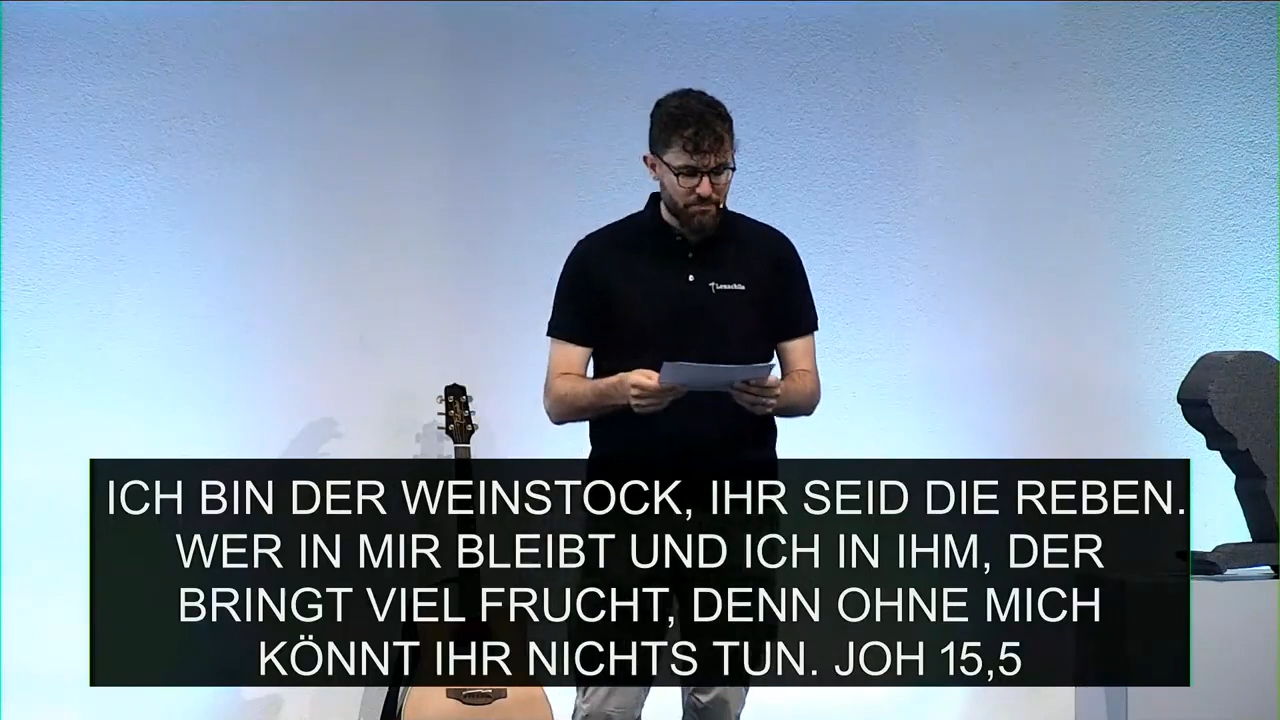 Lenzchile
ICH BIN DER WEINSTOCK, IHR SEID DIE REBEN.
WER IN MIR BLEIBT UND ICH IN IHM, DER
BRINGT VIEL FRUCHT, DENN OHNE MICH
KÖNNT IHR NICHTS TUN. JOH 15,5